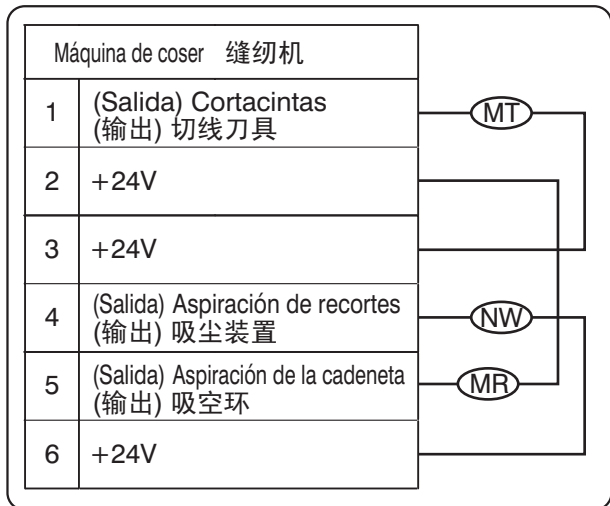 Máquina de coser 缝纫机
1 (Salida) Cortacintas
(输出) 切线刀具
MT
2 +24V
3 +24V
4 (Salida) Aspiración de recortes
(输出) 吸尘装置
NW
5 (Salida) Aspiración de la cadeneta
(输出) 吸空环
MR
6 +24V